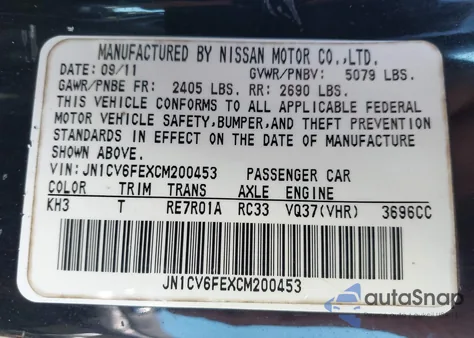 MANUFACTURED BY NISSAN MOTOR CO.,LTD.
DATE: 09/11 GVWR/PNBV: 5079 LBS.
GAWR/PNBE FR: 2405 LBS. RR: 2690 LBS.
THIS VEHICLE CONFORMS TO ALL APPLICABLE FEDERAL
MOTOR VEHICLE SAFETY,BUMPER,AND THEFT PREVENTION
STANDARDS IN EFFECT ON THE DATE OF MANUFACTURE
SHOWN ABOVE.
VIN: JN1CV6FEXCM200453 PASSENGER CAR
COLOR TRIM TRANS AXLE ENGINE
KH3 T RE7R01A RC33 VQ37(VHR) 3696CC
JN1CV6FEXCM200453
autoSnap